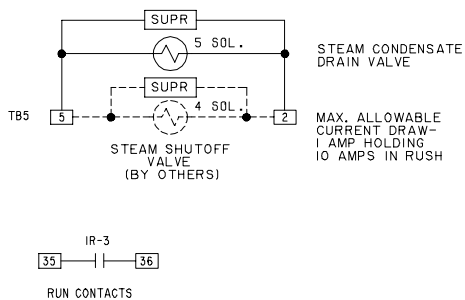 SUPR
5 SOL.
STEAM CONDENSATE
DRAIN VALVE
SUPR
4 SOL.
TB5
5
2
STEAM SHUTOFF
VALVE
(BY OTHERS)
MAX. ALLOWABLE
CURRENT DRAW-
1 AMP HOLDING
10 AMPS IN RUSH
1R-3
35
36
RUN CONTACTS